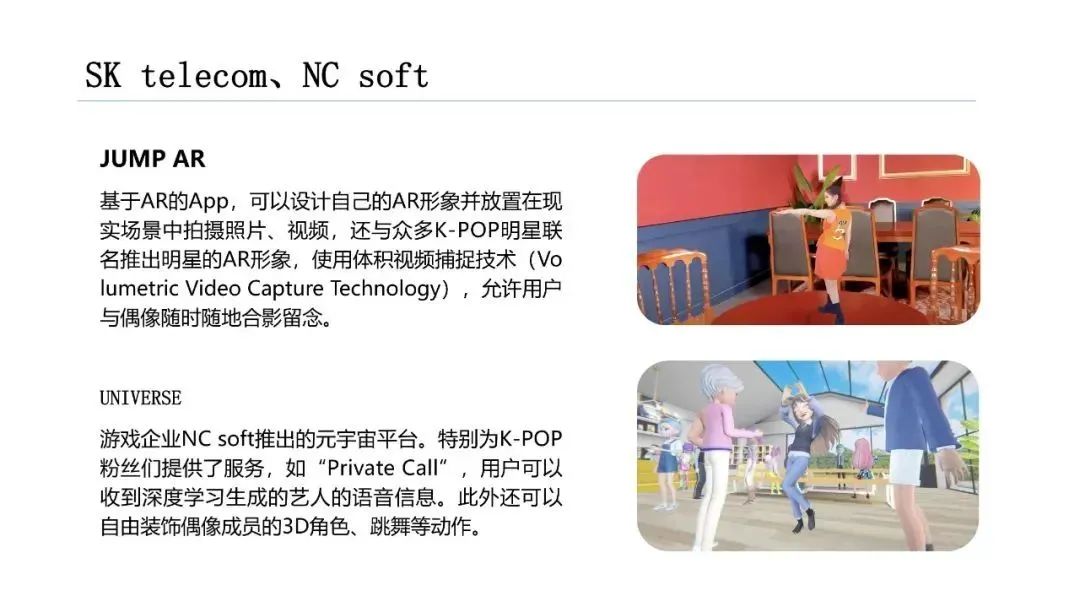 SK telecom、NC soft
JUMP AR
基于AR的App，可以设计自己的AR形象并放置在现
实场景中拍摄照片、视频，还与众多K-POP明星联
名推出明星的AR形象，使用体积视频捕捉技术（Vo
lumetric Video Capture Technology），允许用户
与偶像随时随地合影留念。
UNIVERSE
游戏企业NC soft推出的元宇宙平台。特别为K-POP
粉丝们提供了服务，如“Private Call”，用户可以
收到深度学习生成的艺人的语音信息。此外还可以
自由装饰偶像成员的3D角色、跳舞等动作。